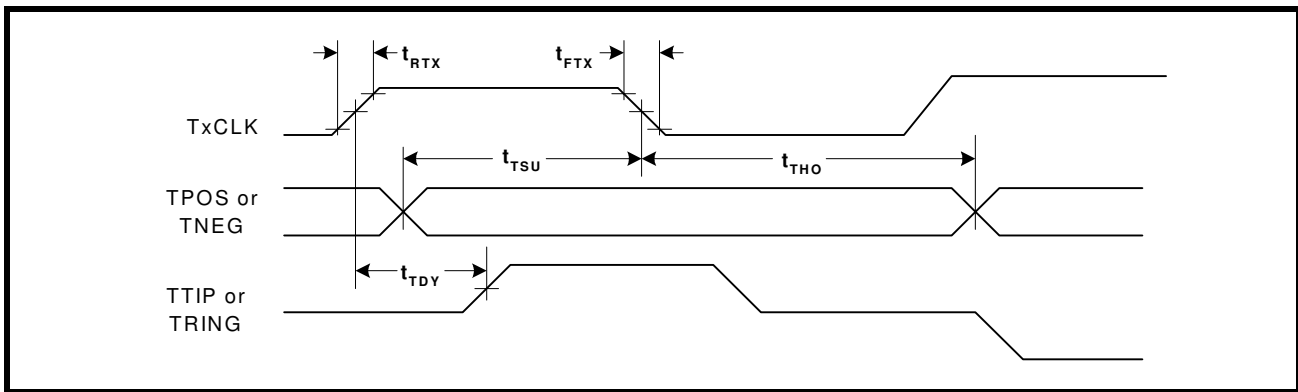 tRTX
tFTX
TxCLK
tTSU
tTHO
TPOS or
TNEG
tTDY
TTIP or
TRING